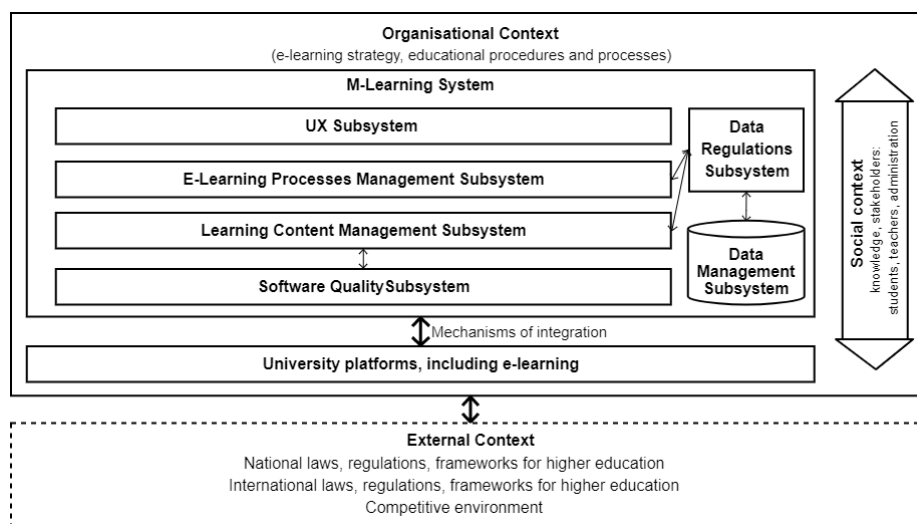 Organisational Context
(e-learning strategy, educational procedures and processes)
M-Learning System
UX Subsystem
Data
Regulations
Subsystem
E-Learning Processes Management Subsystem
Learning Content Management Subsystem
Data
Management
Subsystem
Software QualitySubsystem
Mechanisms of integration
University platforms, including e-learning
Social context
knowledge, stakeholders:
students, teachers, administration
External Context
National laws, regulations, frameworks for higher education
International laws, regulations, frameworks for higher education
Competitive environment